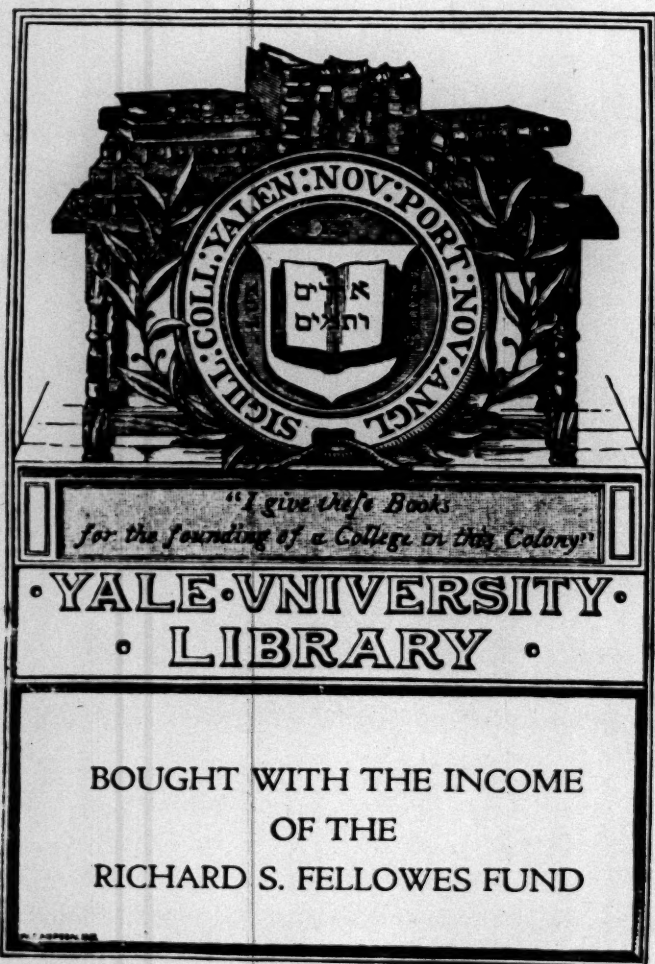 SIGILL:COLL:YALEN:NOV:PORT:NOV:ANGL
א ים
ותמים
“I give theſe Books
for the founding of a College in this Colony”
·YALE·VNIVERSITY·
· LIBRARY ·
BOUGHT WITH THE INCOME
OF THE
RICHARD S. FELLOWES FUND